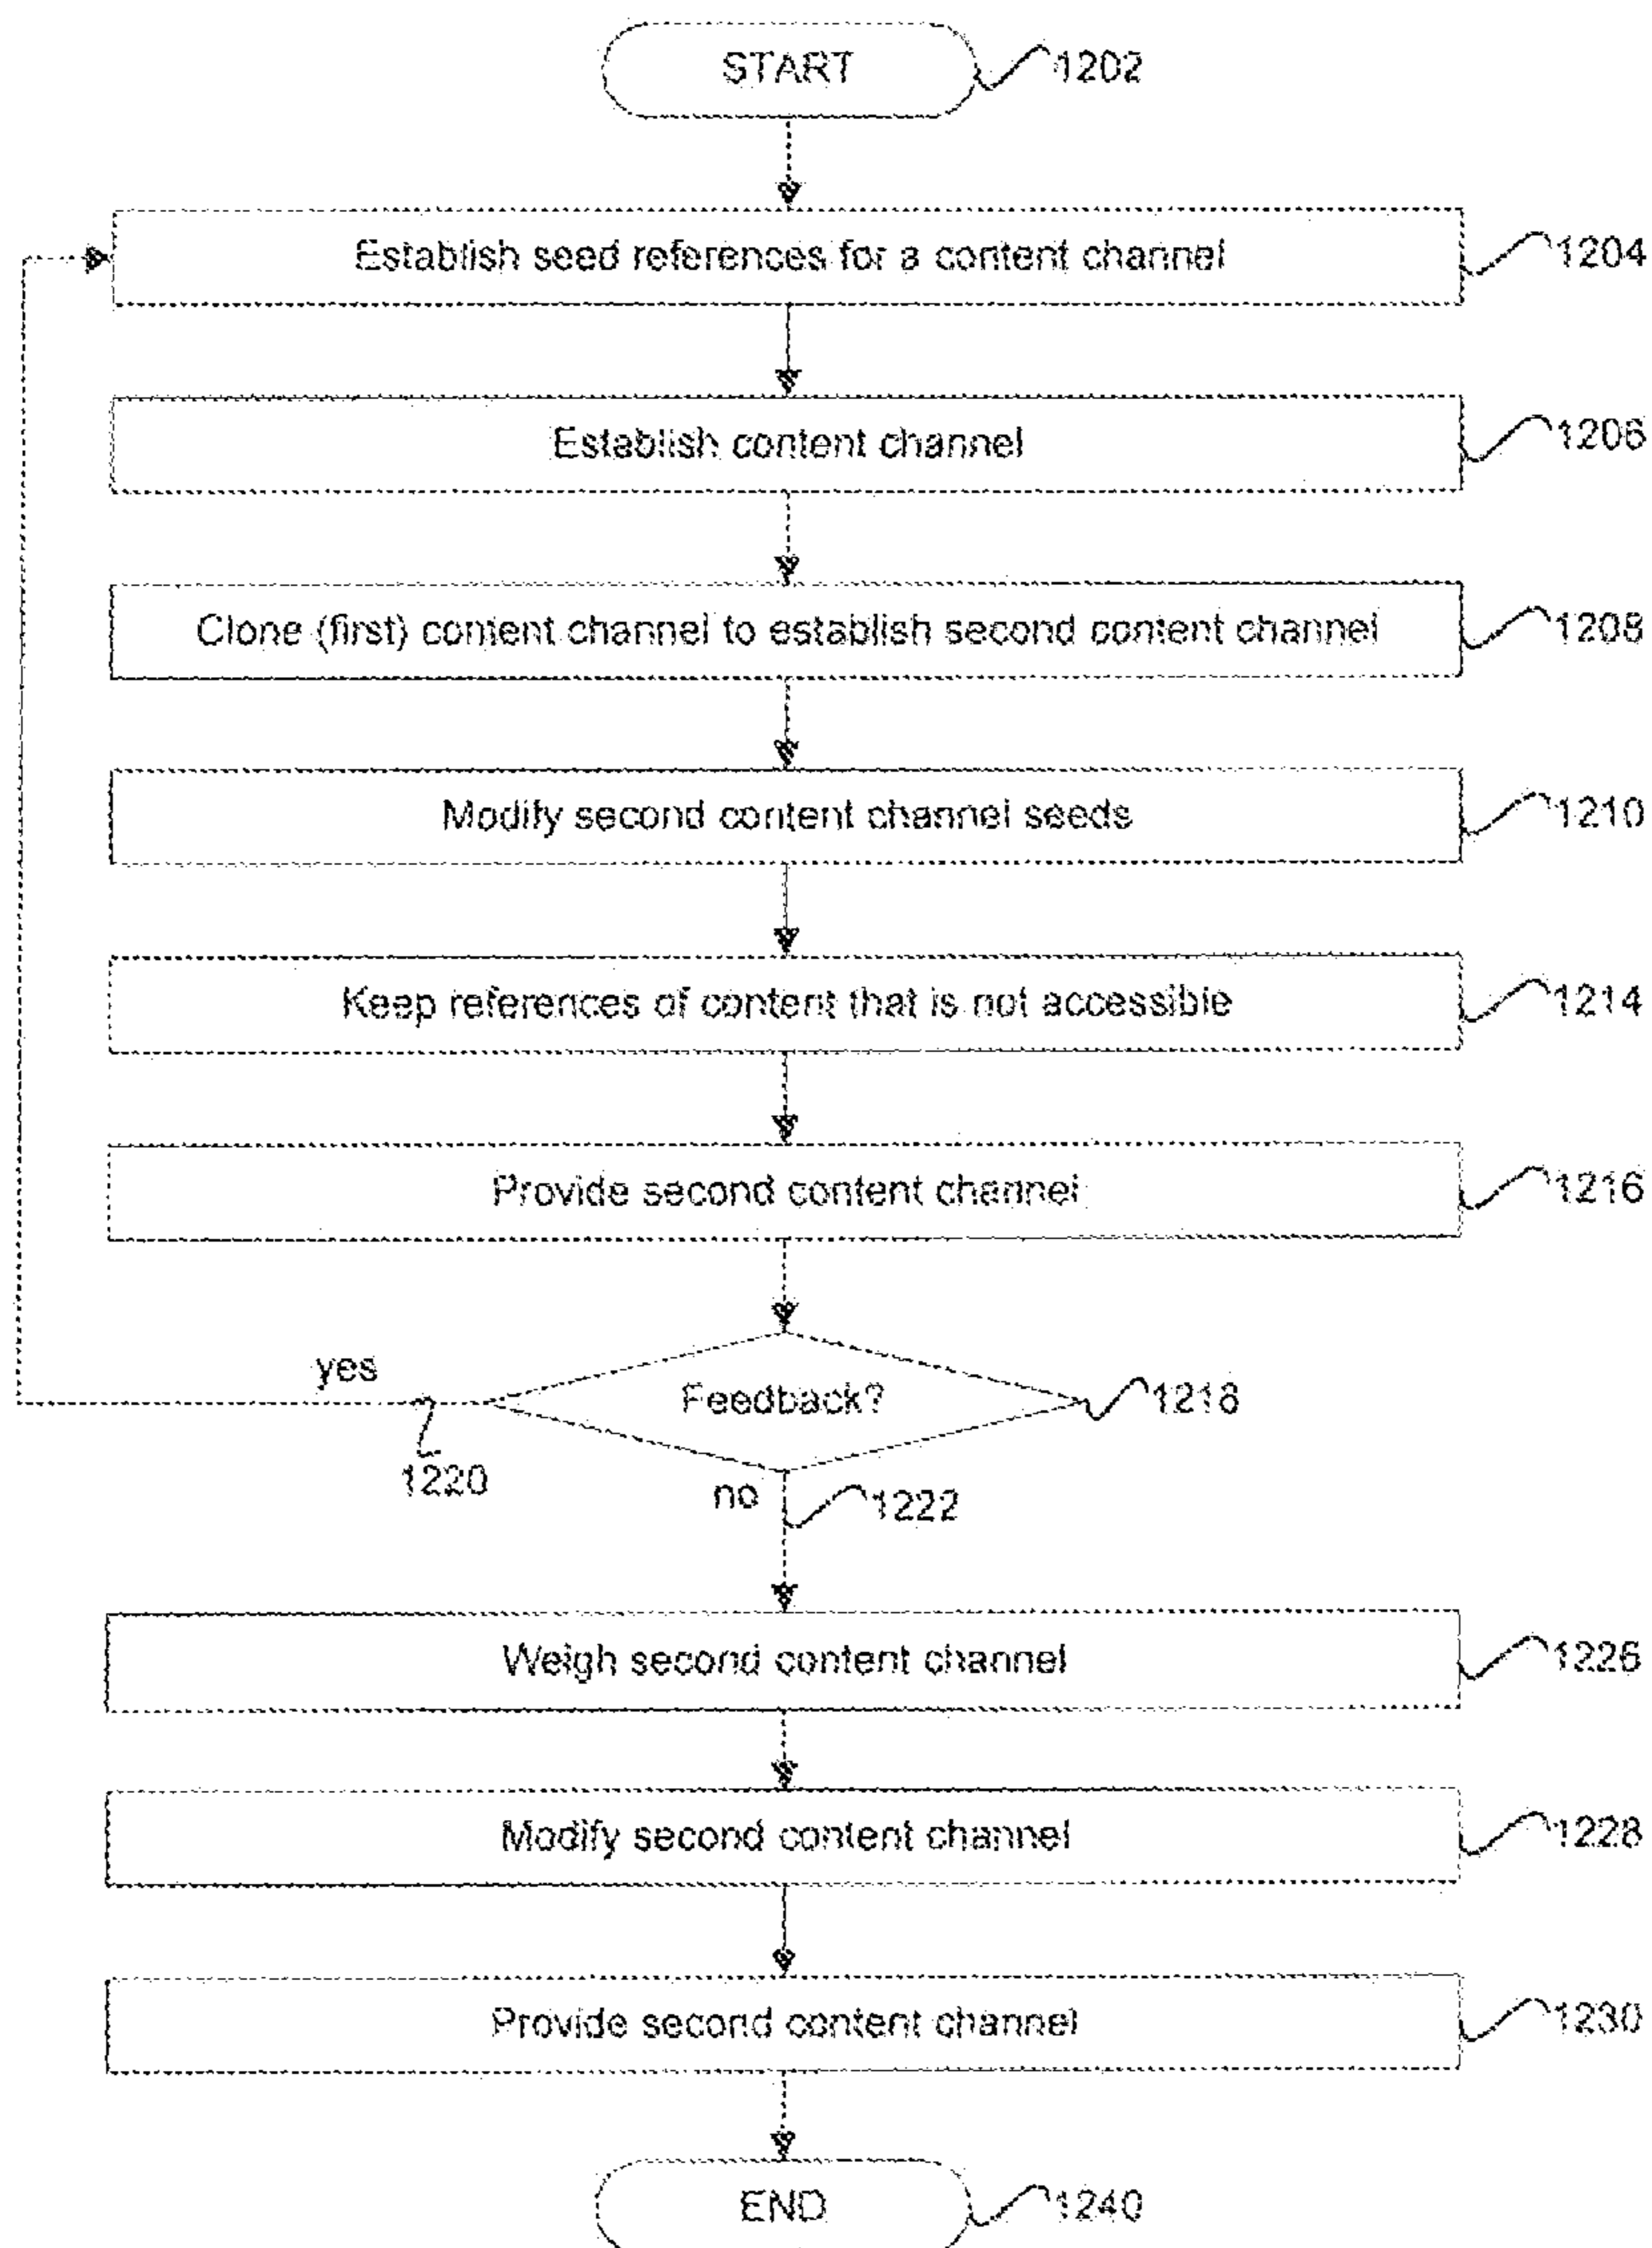 START 1202
Establish seed references for a content channel 1204
Establish content channel 1206
Clone (first) content channel to establish second content channel 1208
Modify second content channel seeds 1210
Keep references of content that is not accessible 1214
Provide second content channel 1216
yes
Feedback? 1218
1220
no 1222
Weigh second content channel 1226
Modify second content channel 1228
Provide second content channel 1230
END 1240